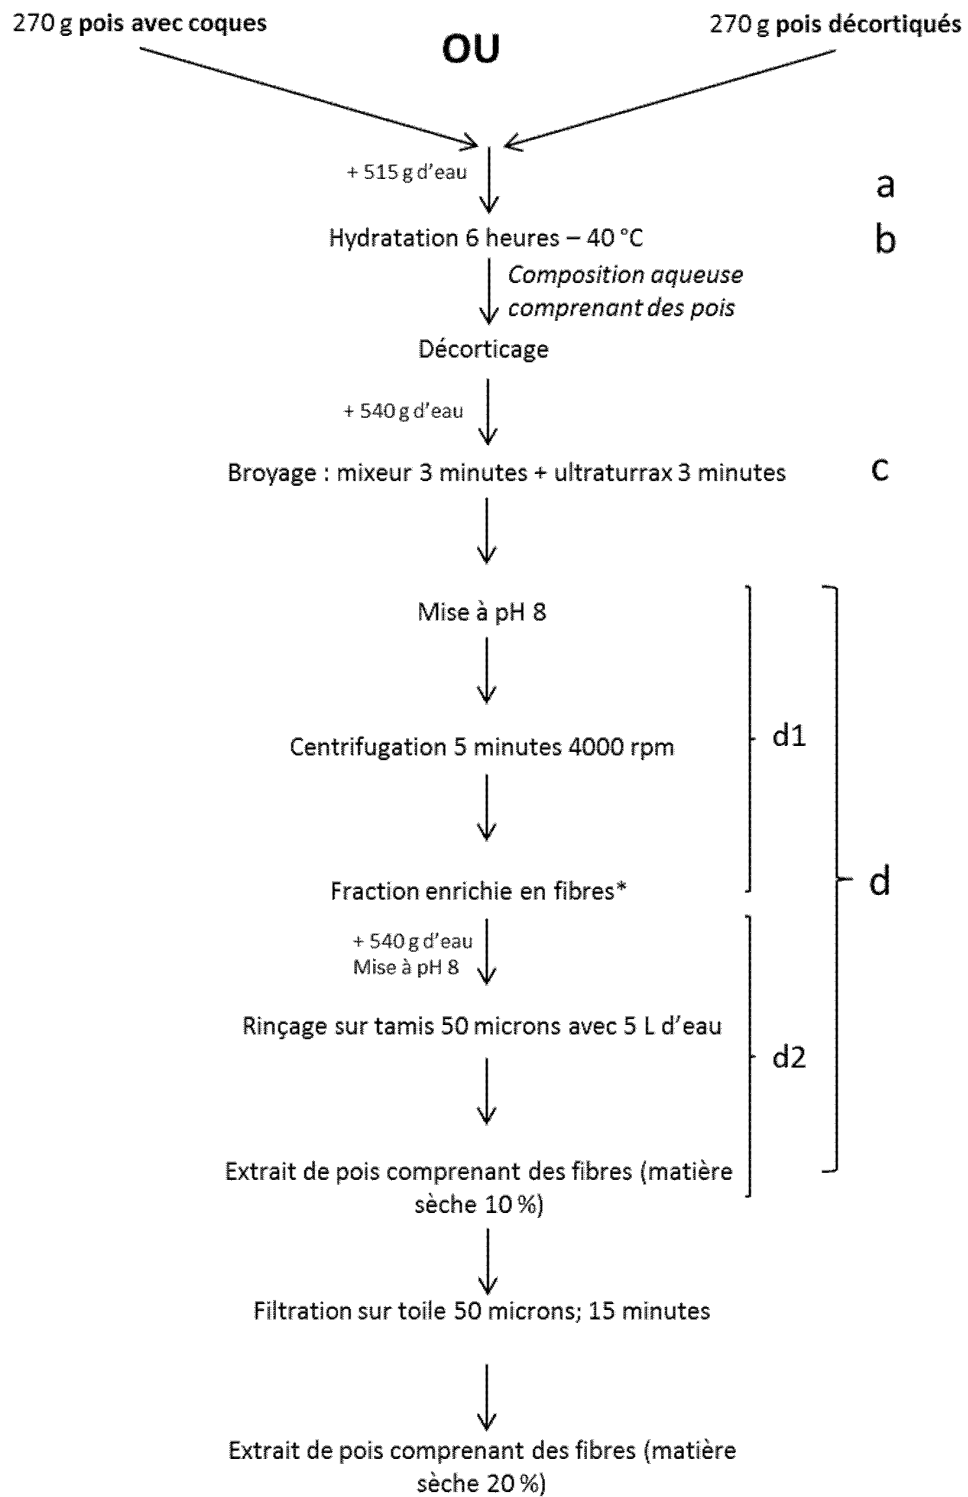 270 g pois avec coques
OU
270 g pois décortiqués
+ 515 g d'eau
a
Hydratation 6 heures – 40 °C
b
Composition aqueuse
comprenant des pois
Décorticage
+ 540 g d'eau
Broyage : mixeur 3 minutes + ultraturrax 3 minutes
c
Mise à pH 8
Centrifugation 5 minutes 4000 rpm
d1
Fraction enrichie en fibres*
d
+ 540 g d'eau
Mise à pH 8
Rinçage sur tamis 50 microns avec 5 L d'eau
d2
Extrait de pois comprenant des fibres (matière
sèche 10 %)
Filtration sur toile 50 microns; 15 minutes
Extrait de pois comprenant des fibres (matière
sèche 20 %)